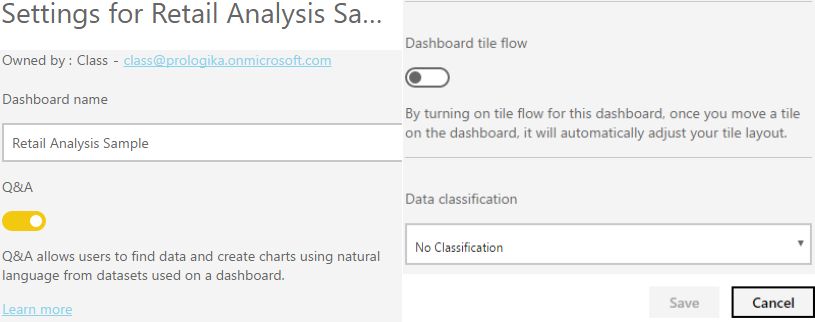 Settings for Retail Analysis Sa...
Owned by : Class - class@prologika.onmicrosoft.com
Dashboard name
Retail Analysis Sample
Q&A
Q&A allows users to find data and create charts using natural
language from datasets used on a dashboard.
Learn more
Dashboard tile flow
By turning on tile flow for this dashboard, once you move a tile
on the dashboard, it will automatically adjust your tile layout.
Data classification
No Classification
Save
Cancel